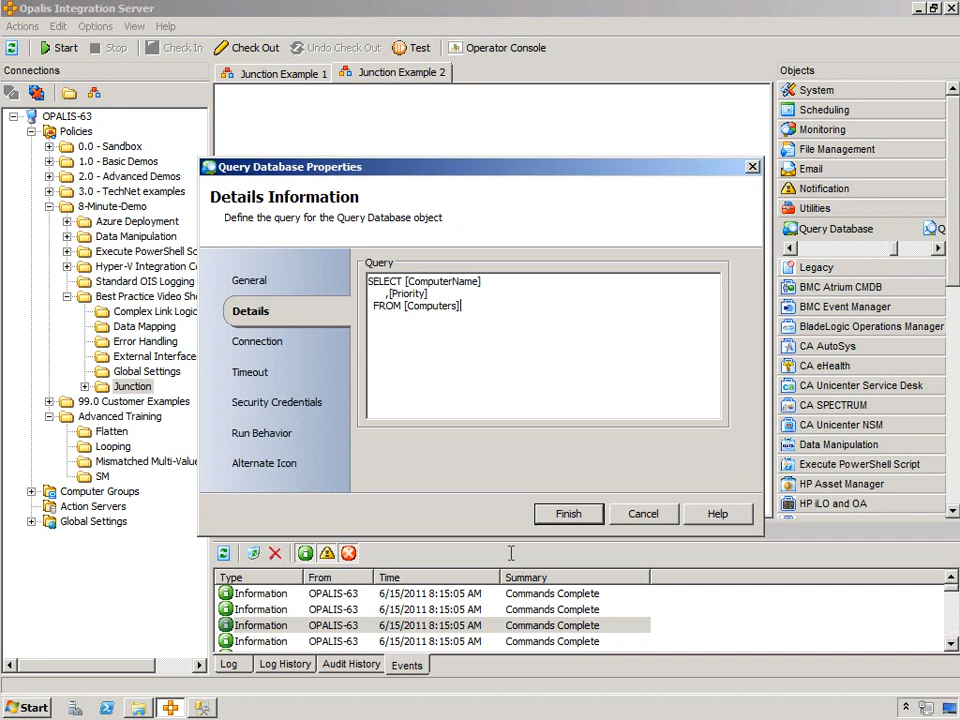 Opalis Integration Server
Actions Edit Options View Help
Start Stop Check In Check Out Undo Check Out Test Operator Console
Connections
Junction Example 1 Junction Example 2
Objects
OPALIS-63
Policies
0.0 - Sandbox
1.0 - Basic Demos
2.0 - Advanced Demos
3.0 - TechNet examples
8-Minute-Demo
Azure Deployment
Data Manipulation
Execute PowerShell Scri
Hyper-V Integration Co
Standard OIS Logging
Best Practice Video Sho
Complex Link Logic
Data Mapping
Error Handling
External Interface
Global Settings
Junction
99.0 Customer Examples
Advanced Training
Flatten
Looping
Mismatched Multi-Value
SM
Computer Groups
Action Servers
Global Settings
Query Database Properties
Details Information
Define the query for the Query Database object
General
Details
Connection
Timeout
Security Credentials
Run Behavior
Alternate Icon
Query
SELECT [ComputerName]
,[Priority]
FROM [Computers]
Finish Cancel Help
System
Scheduling
Monitoring
File Management
Email
Notification
Utilities
Query Database Q
Legacy
BMC Atrium CMDB
BMC Event Manager
BladeLogic Operations Manager
CA AutoSys
CA eHealth
CA Unicenter Service Desk
CA SPECTRUM
CA Unicenter NSM
Data Manipulation
Execute PowerShell Script
HP Asset Manager
HP iLO and OA
Type From Time Summary
Information OPALIS-63 6/15/2011 8:15:05 AM Commands Complete
Information OPALIS-63 6/15/2011 8:15:05 AM Commands Complete
Information OPALIS-63 6/15/2011 8:15:05 AM Commands Complete
Information OPALIS-63 6/15/2011 8:15:05 AM Commands Complete
Log Log History Audit History Events
Start